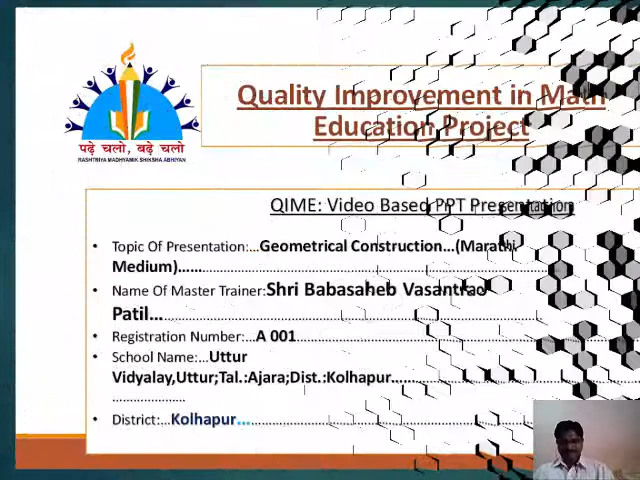 Quality Improvement in Math
Education Project
पढ़े चलो, बढ़े चलो
RASHTRIYA MADHYAMIK SHIKSHA ABHIYAN
QIME: Video Based PPT Presentation
• Topic Of Presentation:...Geometrical Construction...(Marathi
Medium)......
• Name Of Master Trainer:Shri Babasaheb Vasantrao
Patil...
• Registration Number:...A 001
• School Name:...Uttur
Vidyalay,Uttur;Tal.:Ajara;Dist.:Kolhapur......
• District:...Kolhapur...